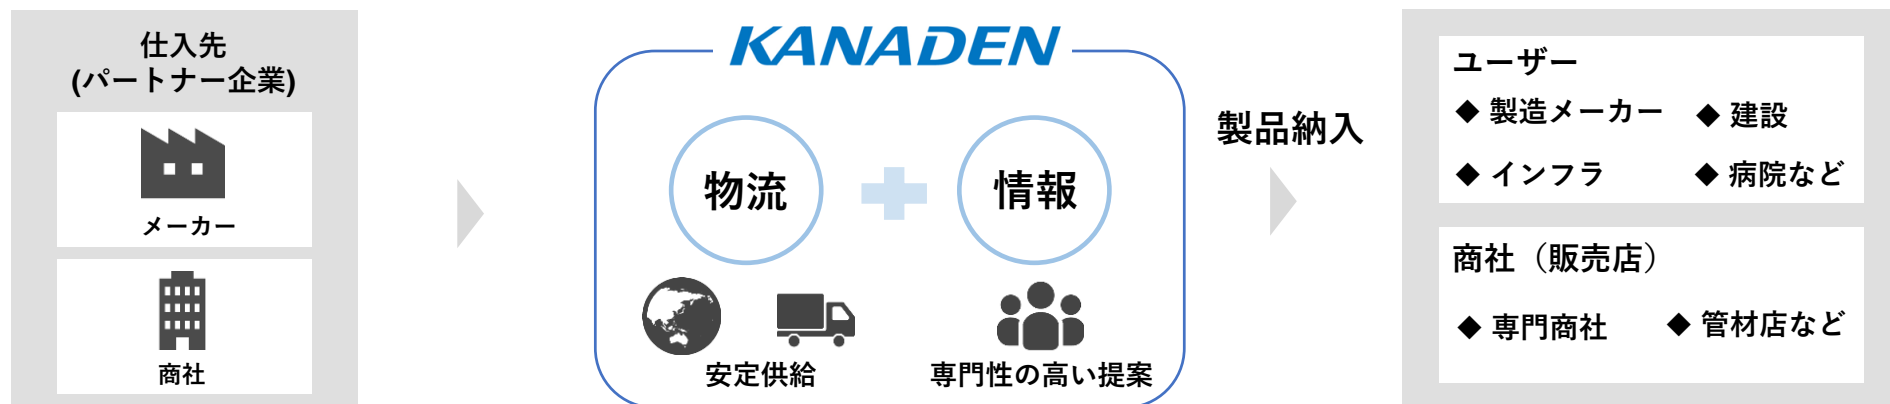 仕入先
(パートナー企業)
メーカー
商社
KANADEN
物流
情報
安定供給
専門性の高い提案
製品納入
ユーザー
◆ 製造メーカー ◆ 建設
◆ インフラ ◆ 病院など
商社（販売店）
◆ 専門商社 ◆ 管材店など